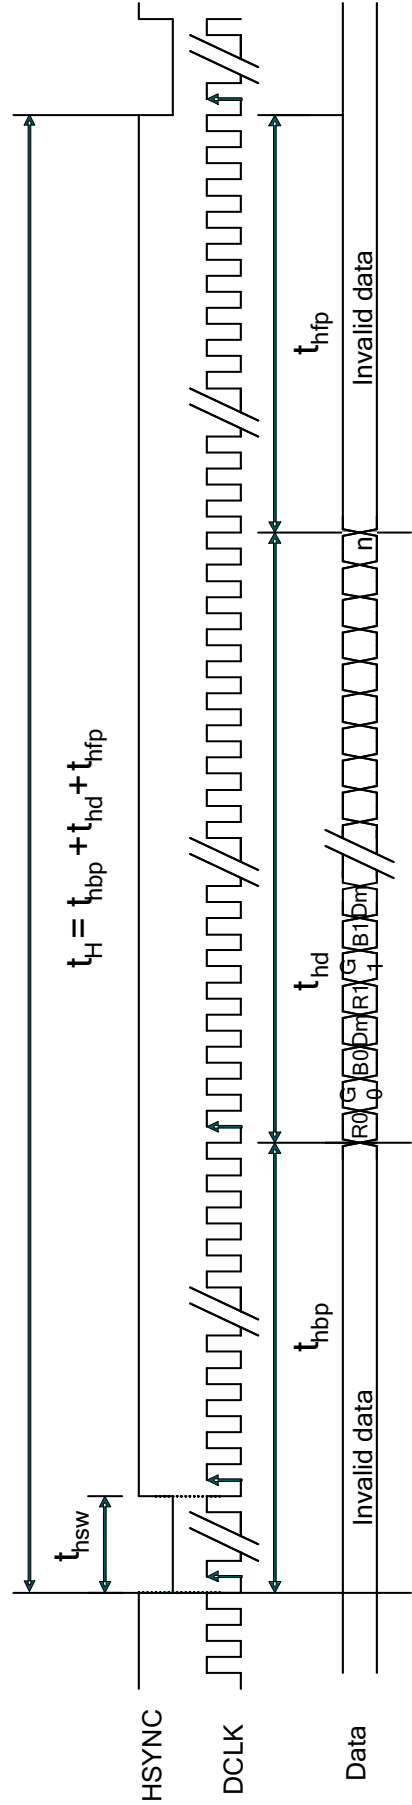 t_H = t_hbp + t_hd + t_hfp
t_hsw
HSYNC
DCLK
t_hbp
t_hd
t_hfp
Data
Invalid data
R0
G0
B0
Dm
R1
G1
B1
Dm
n
Invalid data